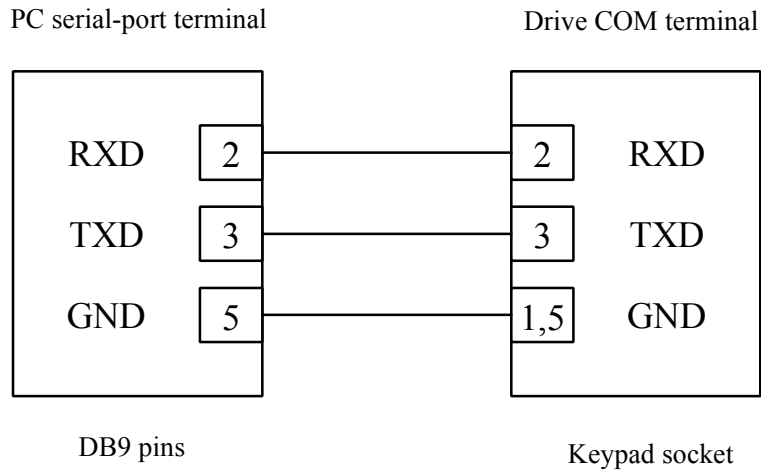 PC serial-port terminal
Drive COM terminal
RXD 2 2 RXD
TXD 3 3 TXD
GND 5 1,5 GND
DB9 pins
Keypad socket